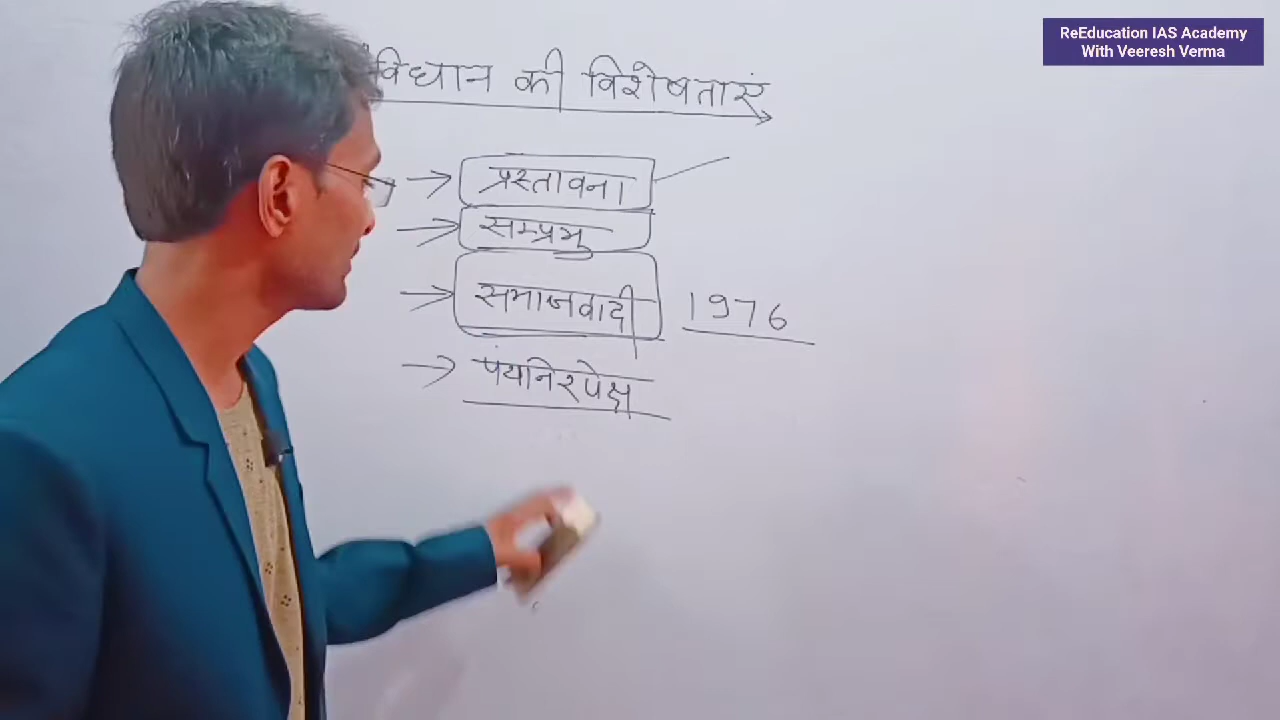 ReEducation IAS Academy
With Veeresh Verma
विधान की विशेषताएं
→ प्रस्तावना
→ सम्प्रभु
→ समाजवादी 1976
→ पंथनिरपेक्ष